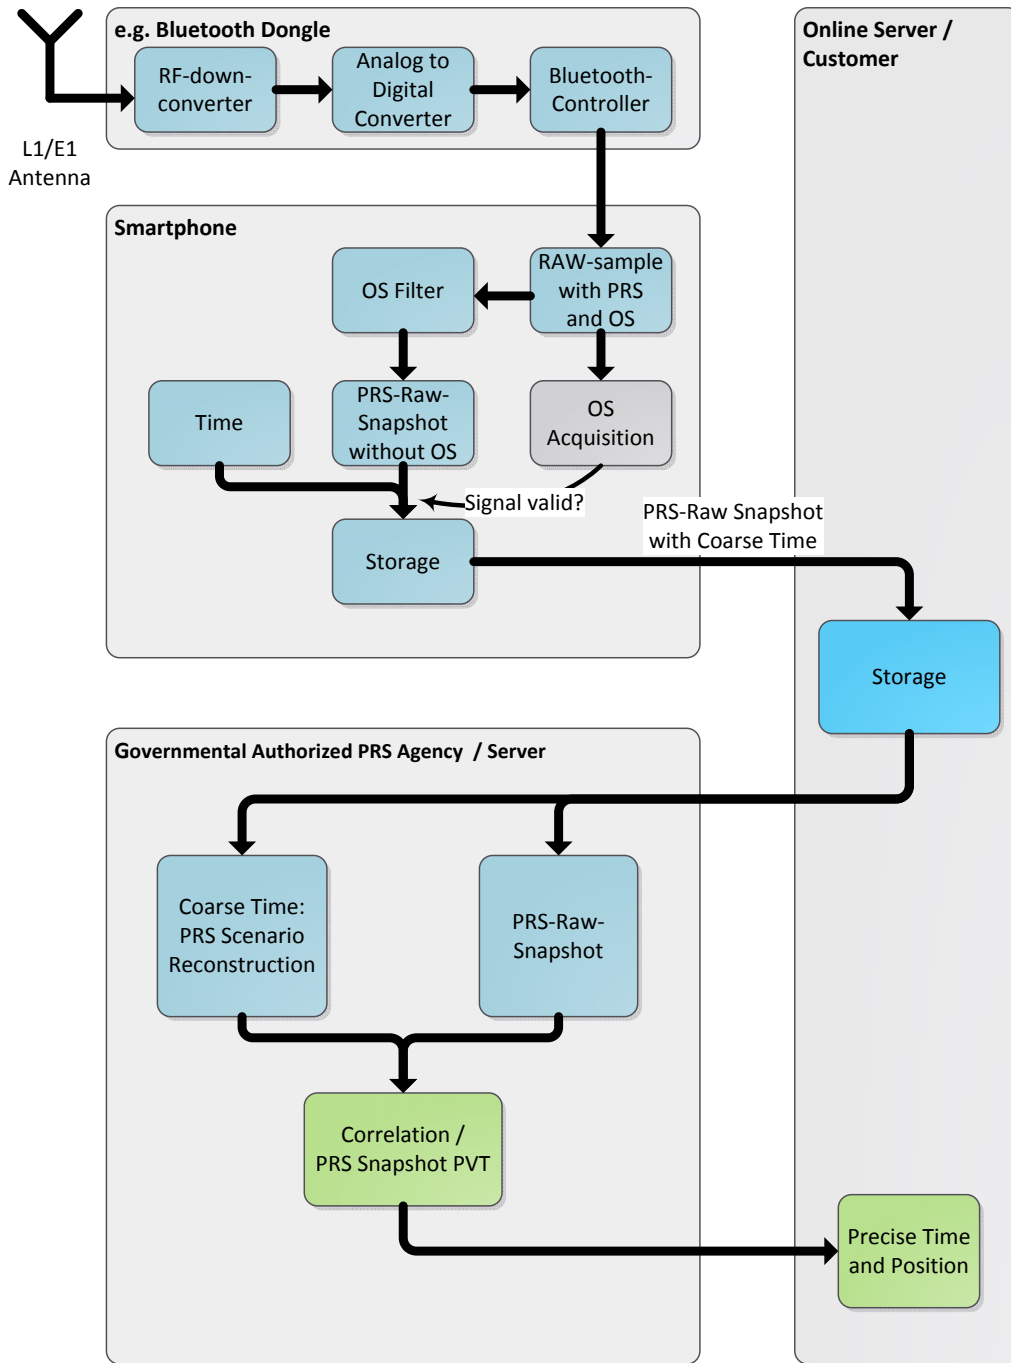 e.g. Bluetooth Dongle
Online Server /
Customer
RF-down-
converter
Analog to
Digital
Converter
Bluetooth-
Controller
L1/E1
Antenna
Smartphone
OS Filter
RAW-sample
with PRS
and OS
Time
PRS-Raw-
Snapshot
without OS
OS
Acquisition
Signal valid?
PRS-Raw Snapshot
with Coarse Time
Storage
Storage
Governmental Authorized PRS Agency / Server
Coarse Time:
PRS Scenario
Reconstruction
PRS-Raw-
Snapshot
Correlation /
PRS Snapshot PVT
Precise Time
and Position